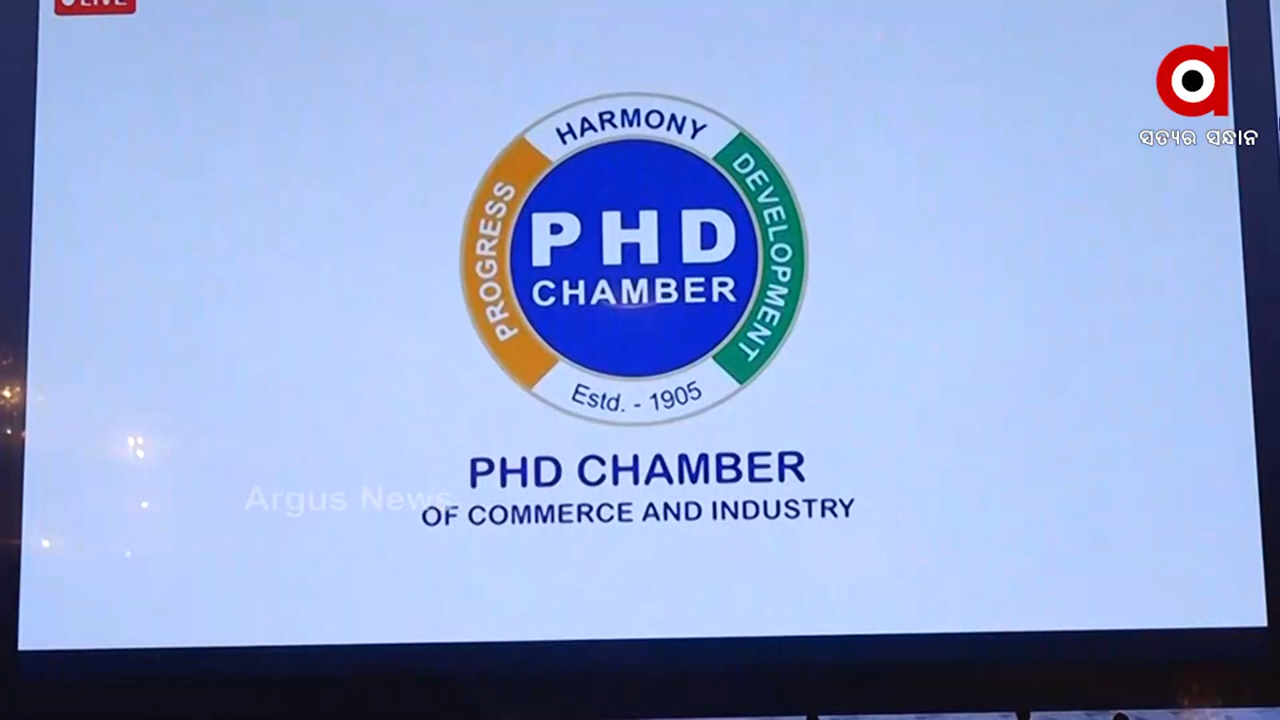 LIVE
ସତ୍ୟର ସନ୍ଧାନ
HARMONY
PROGRESS
DEVELOPMENT
PHD
CHAMBER
Estd. - 1905
PHD CHAMBER
Argus News
OF COMMERCE AND INDUSTRY